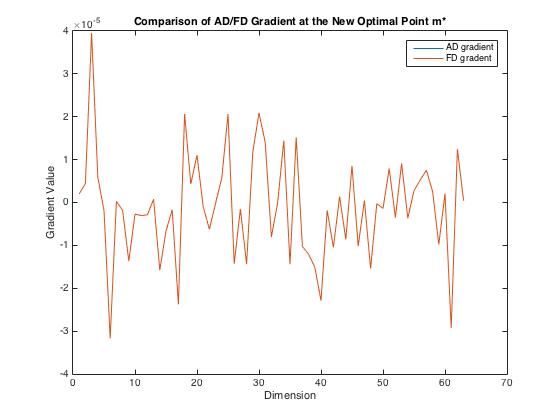 Comparison of AD/FD Gradient at the New Optimal Point m*
×10⁻⁵
4
3
2
1
0
-1
-2
-3
-4
Gradient Value
0 10 20 30 40 50 60 70
Dimension
AD gradient
FD gradent